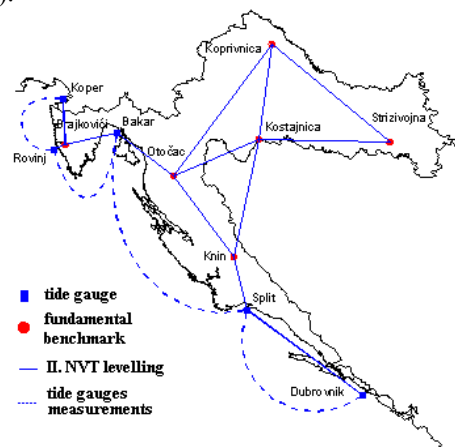 ).
Koprivnica
Koper
Strizivojna
Brajkovići
Bakar
Kostajnica
Otočac
Rovinj
Knin
Split
Dubrovnik
tide gauge
fundamental
benchmark
II. NVT levelling
tide gauges
measurements